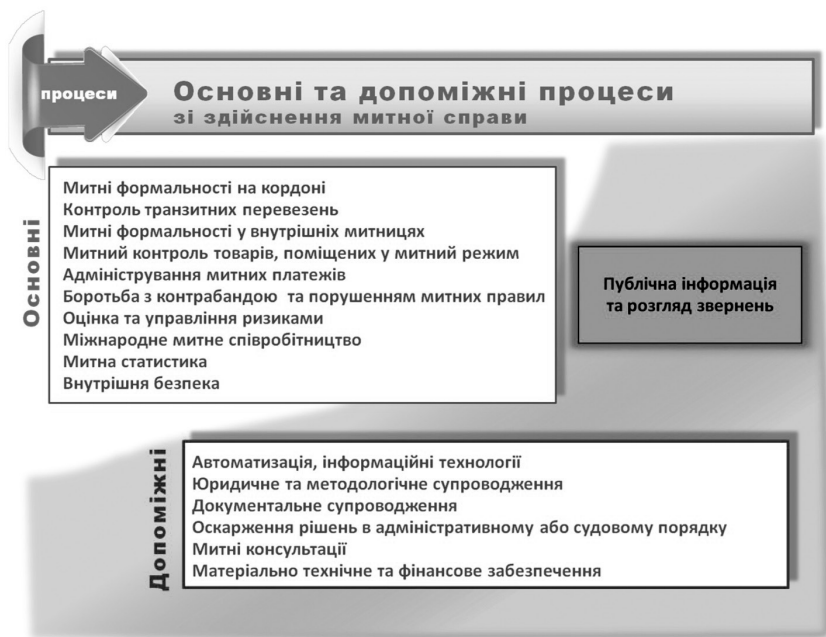 процеси
Основні та допоміжні процеси
зі здійснення митної справи
Основні
Митні формальності на кордоні
Контроль транзитних перевезень
Митні формальності у внутрішніх митницях
Митний контроль товарів, поміщених у митний режим
Адміністрування митних платежів
Боротьба з контрабандою та порушенням митних правил
Оцінка та управління ризиками
Міжнародне митне співробітництво
Митна статистика
Внутрішня безпека
Публічна інформація
та розгляд звернень
Допоміжні
Автоматизація, інформаційні технології
Юридичне та методологічне супроводження
Документальне супроводження
Оскарження рішень в адміністративному або судовому порядку
Митні консультації
Матеріально технічне та фінансове забезпечення